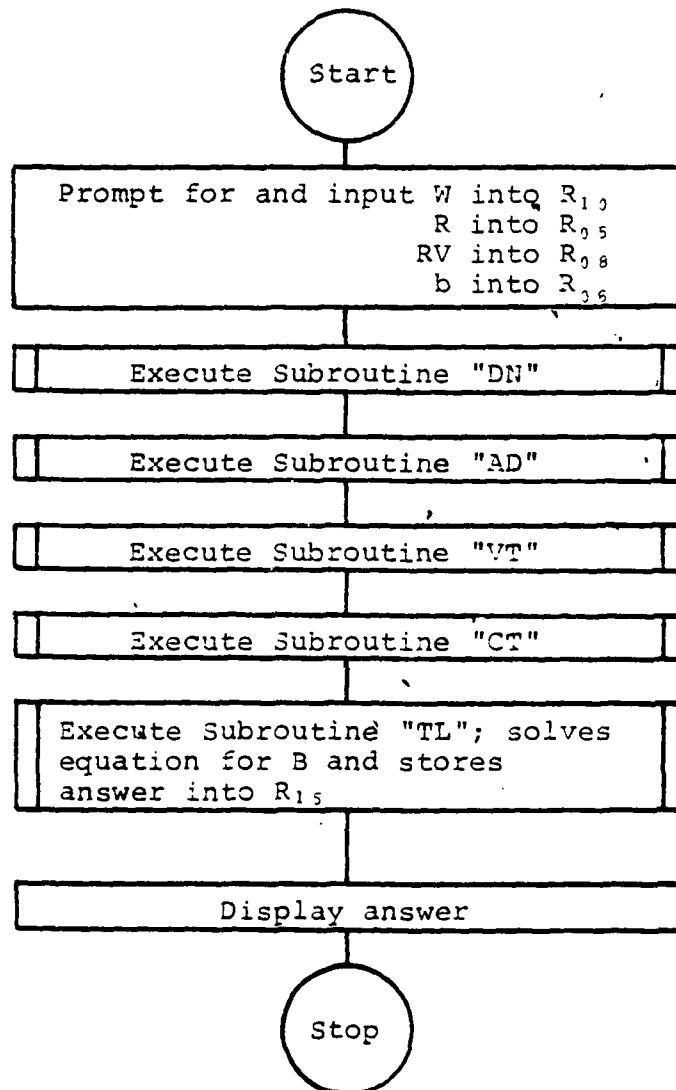 Start
Prompt for and input W into R₁₀
R into R₀₅
RV into R₀₈
b into R₀₆
Execute Subroutine "DN"
Execute Subroutine "AD"
Execute Subroutine "VT"
Execute Subroutine "CT"
Execute Subroutine "TL"; solves
equation for B and stores
answer into R₁₅
Display answer
Stop